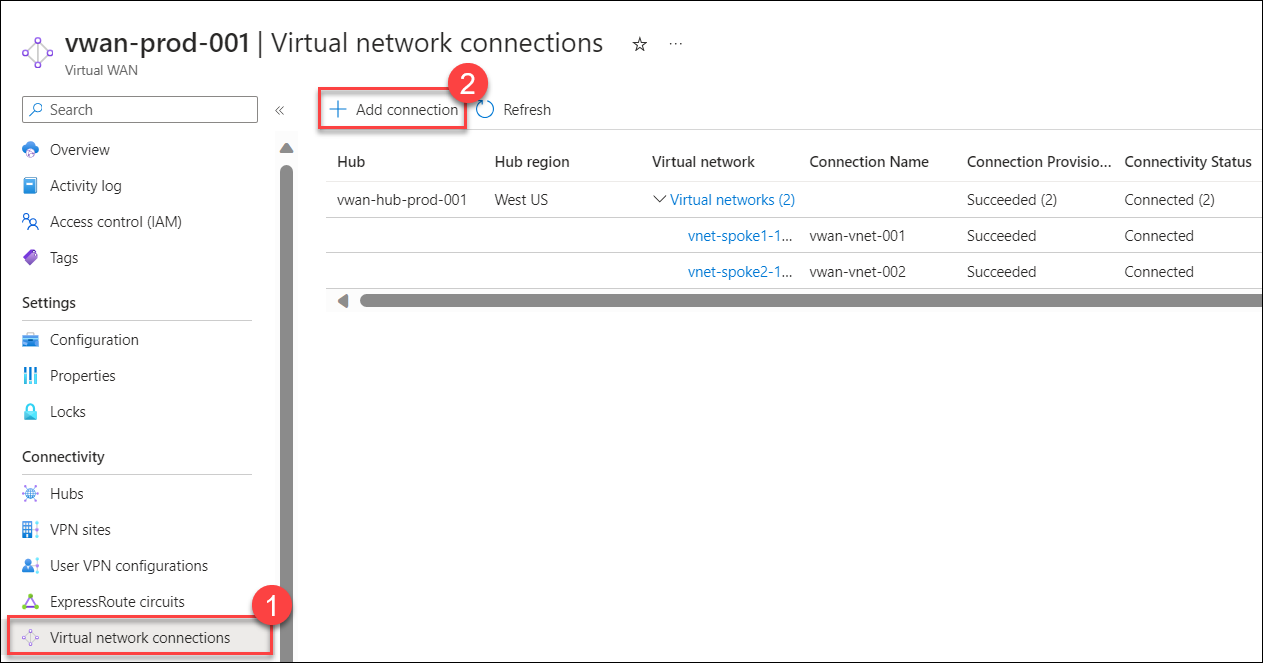 vwan-prod-001 | Virtual network connections
Virtual WAN
Search
Overview
Activity log
Access control (IAM)
Tags
Settings
Configuration
Properties
Locks
Connectivity
Hubs
VPN sites
User VPN configurations
ExpressRoute circuits
Virtual network connections
1
2
Add connection Refresh
Hub Hub region Virtual network Connection Name Connection Provisio... Connectivity Status
vwan-hub-prod-001 West US Virtual networks (2) Succeeded (2) Connected (2)
vnet-spoke1-1... vwan-vnet-001 Succeeded Connected
vnet-spoke2-1... vwan-vnet-002 Succeeded Connected